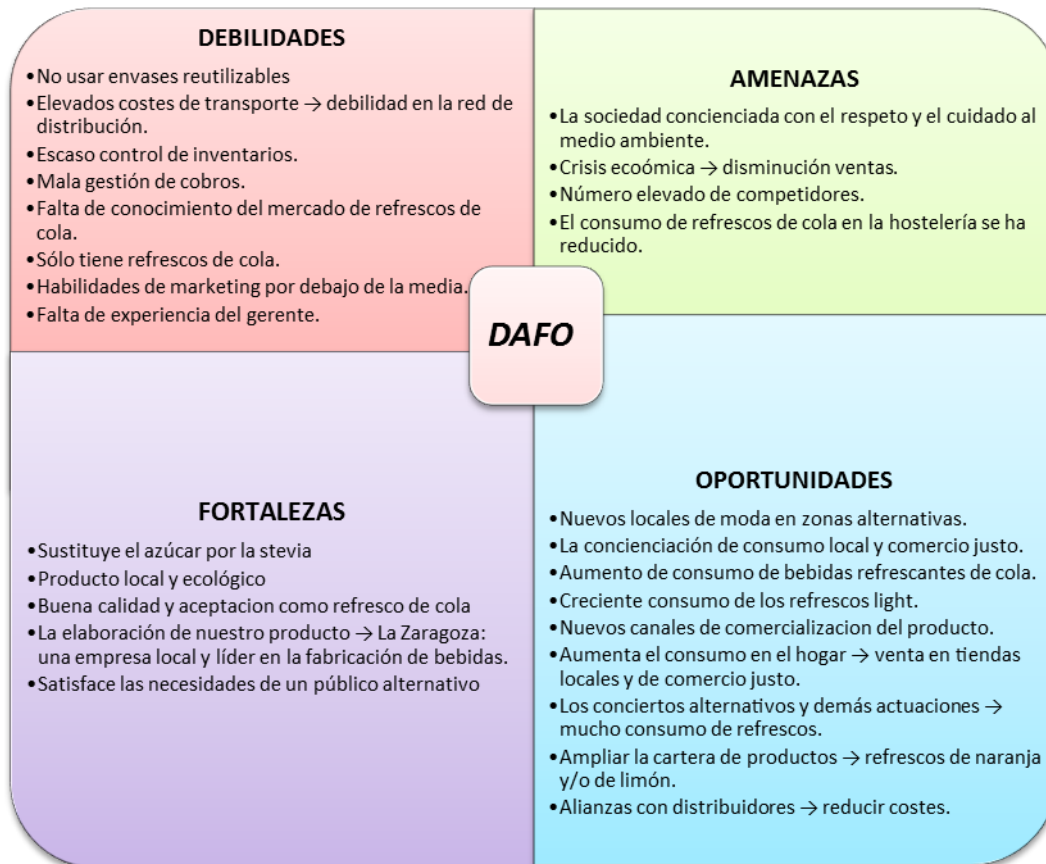 DEBILIDADES
•No usar envases reutilizables
•Elevados costes de transporte → debilidad en la red de
distribución.
•Escaso control de inventarios.
•Mala gestión de cobros.
•Falta de conocimiento del mercado de refrescos de
cola.
•Sólo tiene refrescos de cola.
•Habilidades de marketing por debajo de la media.
•Falta de experiencia del gerente.
AMENAZAS
•La sociedad concienciada con el respeto y el cuidado al
medio ambiente.
•Crisis ecoómica → disminución ventas.
•Número elevado de competidores.
•El consumo de refrescos de cola en la hostelería se ha
reducido.
DAFO
FORTALEZAS
•Sustituye el azúcar por la stevia
•Producto local y ecológico
•Buena calidad y aceptacion como refresco de cola
•La elaboración de nuestro producto → La Zaragoza:
una empresa local y líder en la fabricación de bebidas.
•Satisface las necesidades de un público alternativo
OPORTUNIDADES
•Nuevos locales de moda en zonas alternativas.
•La concienciación de consumo local y comercio justo.
•Aumento de consumo de bebidas refrescantes de cola.
•Creciente consumo de los refrescos light.
•Nuevos canales de comercializacion del producto.
•Aumenta el consumo en el hogar → venta en tiendas
locales y de comercio justo.
•Los conciertos alternativos y demás actuaciones →
mucho consumo de refrescos.
•Ampliar la cartera de productos → refrescos de naranja
y/o de limón.
•Alianzas con distribuidores → reducir costes.